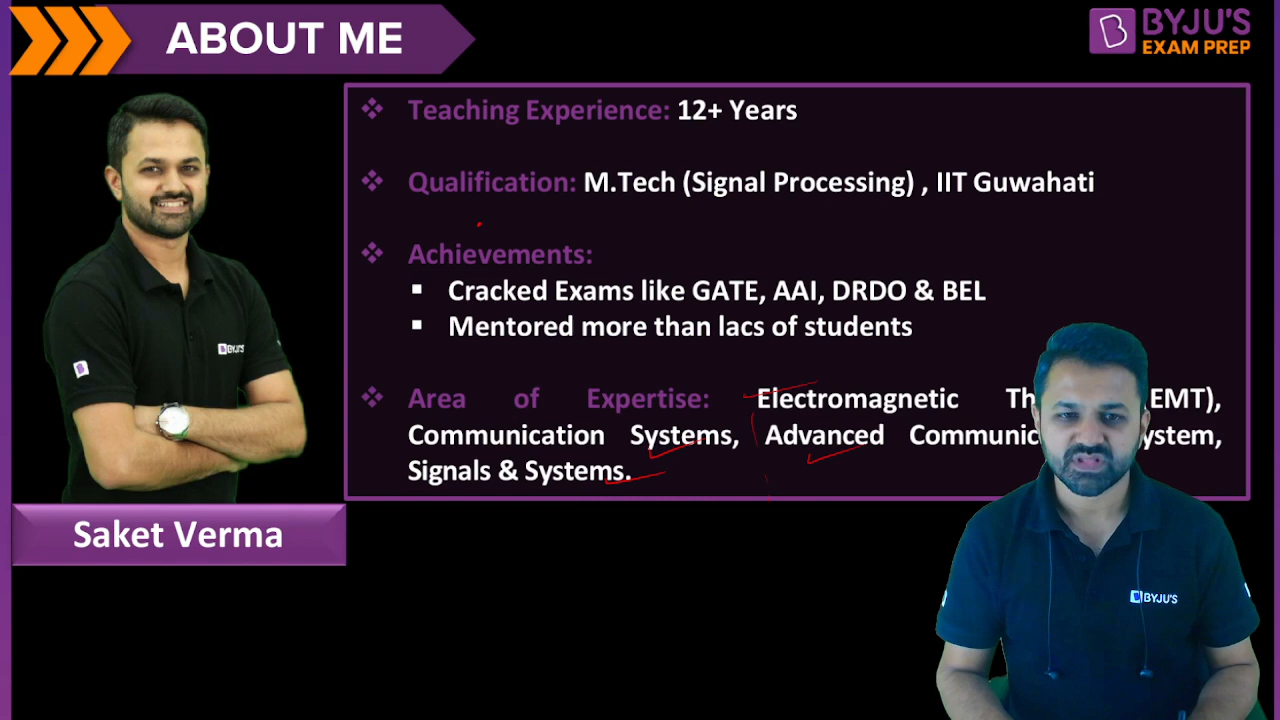 ABOUT ME
BYJU'S
EXAM PREP
❖ Teaching Experience: 12+ Years
❖ Qualification: M.Tech (Signal Processing) , IIT Guwahati
❖ Achievements:
▪ Cracked Exams like GATE, AAI, DRDO & BEL
▪ Mentored more than lacs of students
❖ Area of Expertise: Electromagnetic Th EMT),
Communication Systems, Advanced Communic ystem,
Signals & Systems.
BYJU'S
Saket Verma
BYJU'S